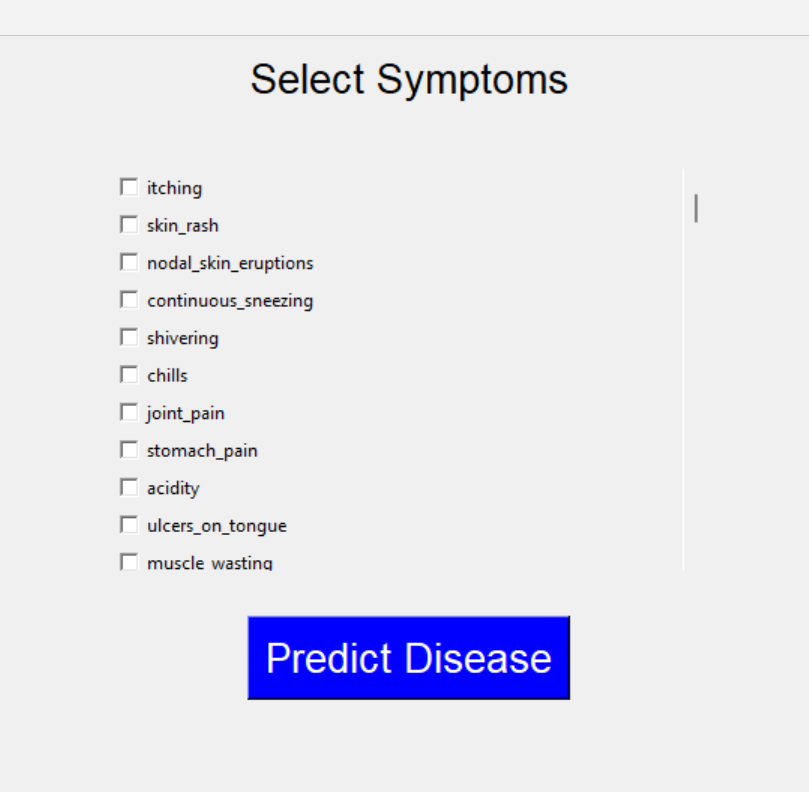 Select Symptoms
itching
skin_rash
nodal_skin_eruptions
continuous_sneezing
shivering
chills
joint_pain
stomach_pain
acidity
ulcers_on_tongue
muscle_wasting
Predict Disease